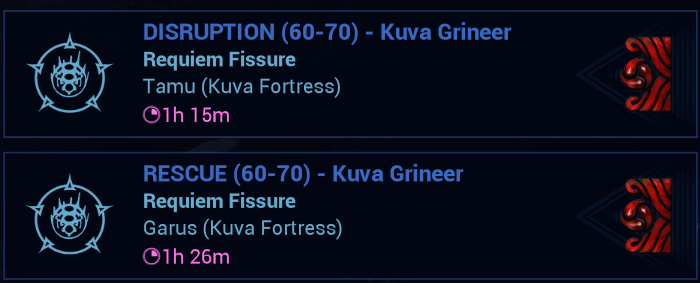 DISRUPTION (60-70) - Kuva Grineer
Requiem Fissure
Tamu (Kuva Fortress)
1h 15m
RESCUE (60-70) - Kuva Grineer
Requiem Fissure
Garus (Kuva Fortress)
1h 26m